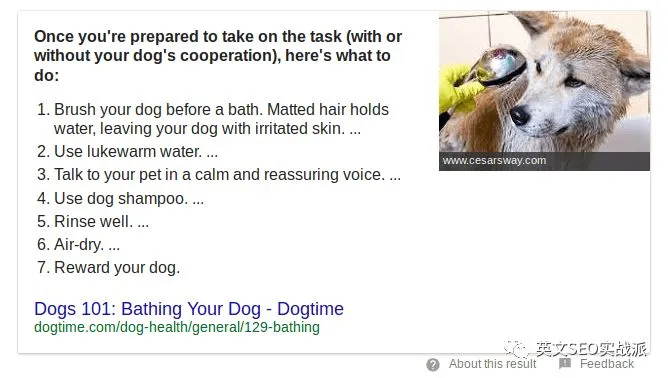 Once you're prepared to take on the task (with or
without your dog's cooperation), here's what to
do:
1. Brush your dog before a bath. Matted hair holds
water, leaving your dog with irritated skin. ...
2. Use lukewarm water. ...
3. Talk to your pet in a calm and reassuring voice. ...
4. Use dog shampoo. ...
5. Rinse well. ...
6. Air-dry. ...
7. Reward your dog.
www.cesarsway.com
Dogs 101: Bathing Your Dog - Dogtime
dogtime.com/dog-health/general/129-bathing
英文SEO实战派
About this result
Feedback